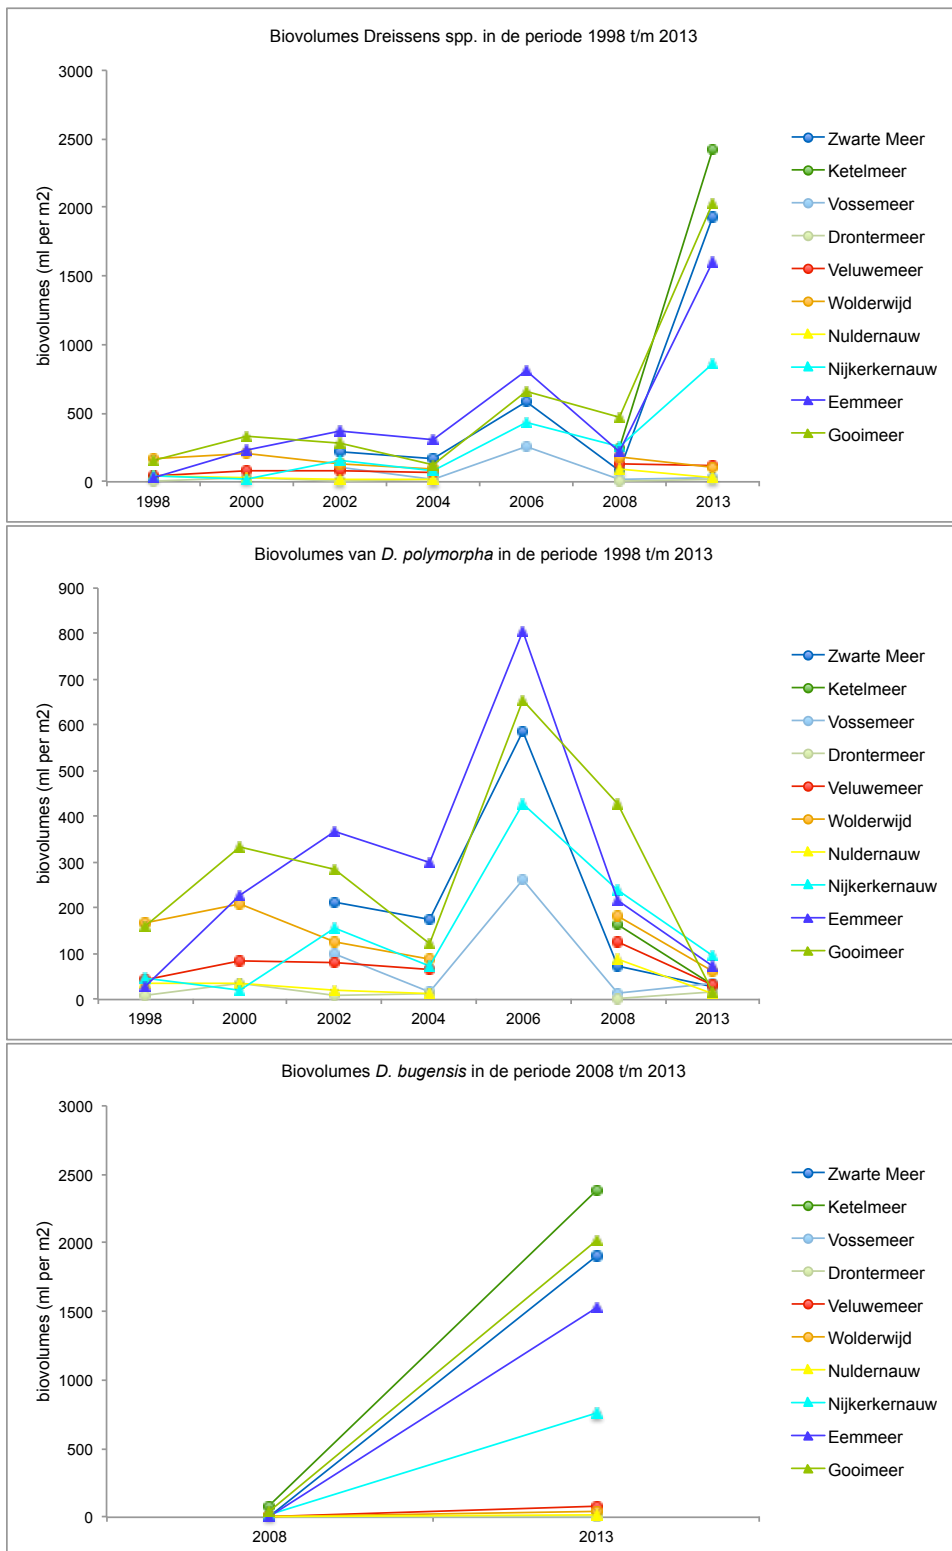 Biovolumes Dreissens spp. in de periode 1998 t/m 2013
biovolumes (ml per m2)
3000
2500
2000
1500
1000
500
0
1998 2000 2002 2004 2006 2008 2013
Zwarte Meer
Ketelmeer
Vossemeer
Drontermeer
Veluwemeer
Wolderwijd
Nuldernauw
Nijkerkernauw
Eemmeer
Gooimeer
Biovolumes van D. polymorpha in de periode 1998 t/m 2013
biovolumes (ml per m2)
900
800
700
600
500
400
300
200
100
0
1998 2000 2002 2004 2006 2008 2013
Zwarte Meer
Ketelmeer
Vossemeer
Drontermeer
Veluwemeer
Wolderwijd
Nuldernauw
Nijkerkernauw
Eemmeer
Gooimeer
Biovolumes D. bugensis in de periode 2008 t/m 2013
biovolumes (ml per m2)
3000
2500
2000
1500
1000
500
0
2008 2013
Zwarte Meer
Ketelmeer
Vossemeer
Drontermeer
Veluwemeer
Wolderwijd
Nuldernauw
Nijkerkernauw
Eemmeer
Gooimeer